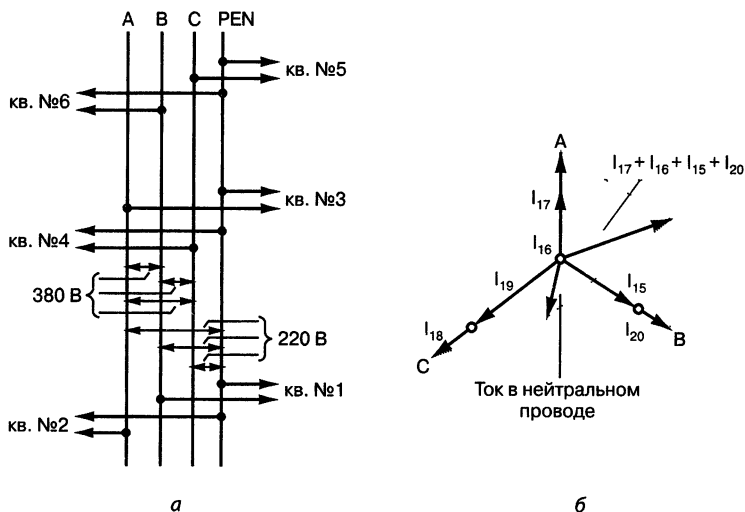 A B C PEN
кв. №5
кв. №6
кв. №3
кв. №4
380 В
220 В
кв. №1
кв. №2
а
A
I17 + I16 + I15 + I20
I17
I16
I19
I15
I18
I20
C
B
Ток в нейтральном
проводе
б